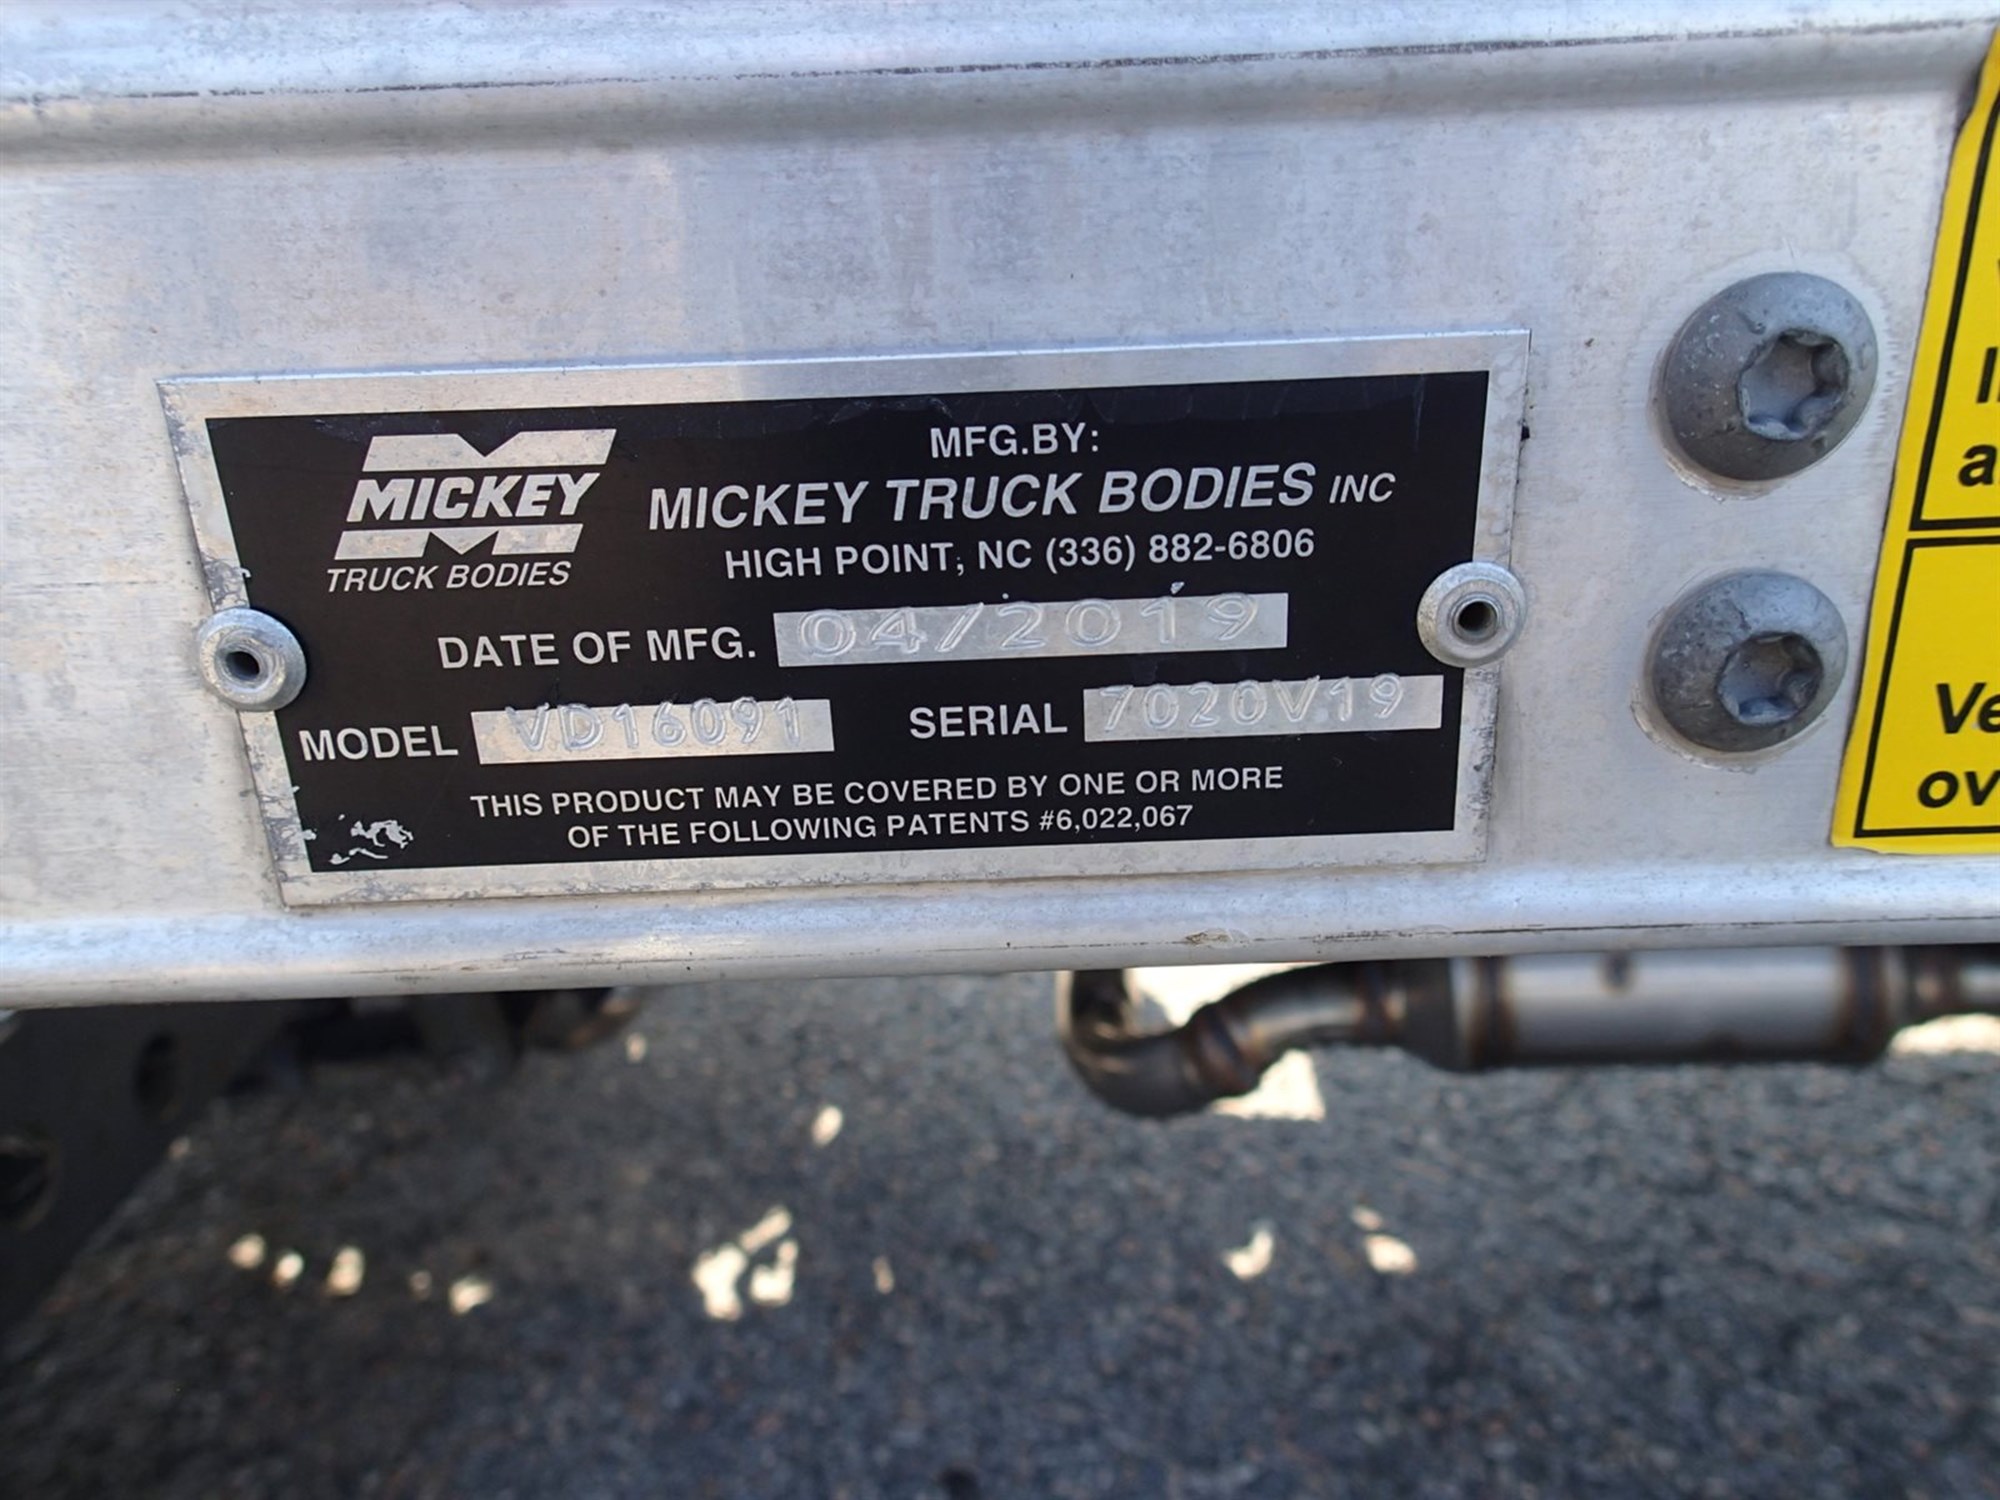 MICKEY
TRUCK BODIES
MFG.BY:
MICKEY TRUCK BODIES INC
HIGH POINT, NC (336) 882-6806
DATE OF MFG. 04/2019
MODEL VD16091 SERIAL 7020V19
THIS PRODUCT MAY BE COVERED BY ONE OR MORE
OF THE FOLLOWING PATENTS #6,022,067
Ve
ov